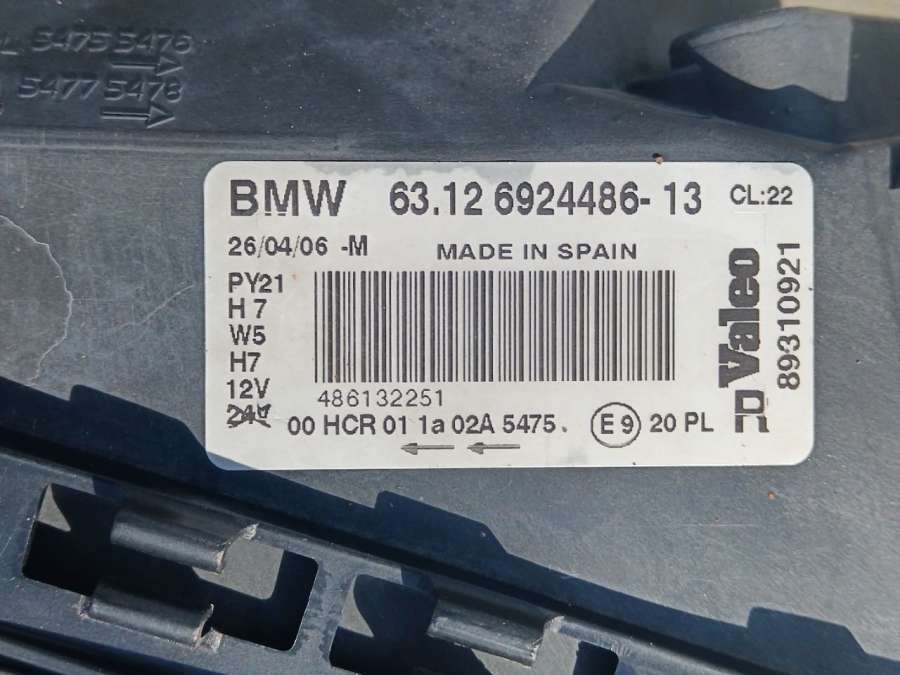 5475 5476
5477 5478
BMW 63.12 6924486-13 CL:22
26/04/06 -M MADE IN SPAIN
PY21
H7
W5
H7
12V
24V
486132251
00 HCR 01 1a 02A 5475. E9 20 PL
Valeo
89310921